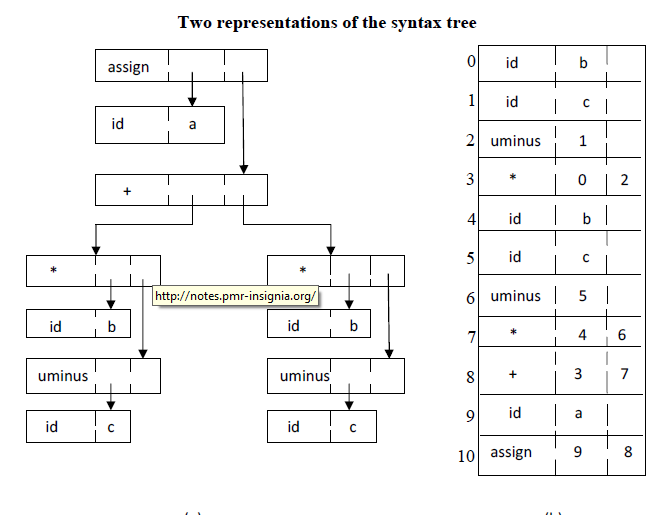 Two representations of the syntax tree
assign
id a
+
*
id b
uminus
id c
*
id b
uminus
id c
http://notes.pmr-insignia.org/
0 id b
1 id c
2 uminus 1
3 * 0 2
4 id b
5 id c
6 uminus 5
7 * 4 6
8 + 3 7
9 id a
10 assign 9 8